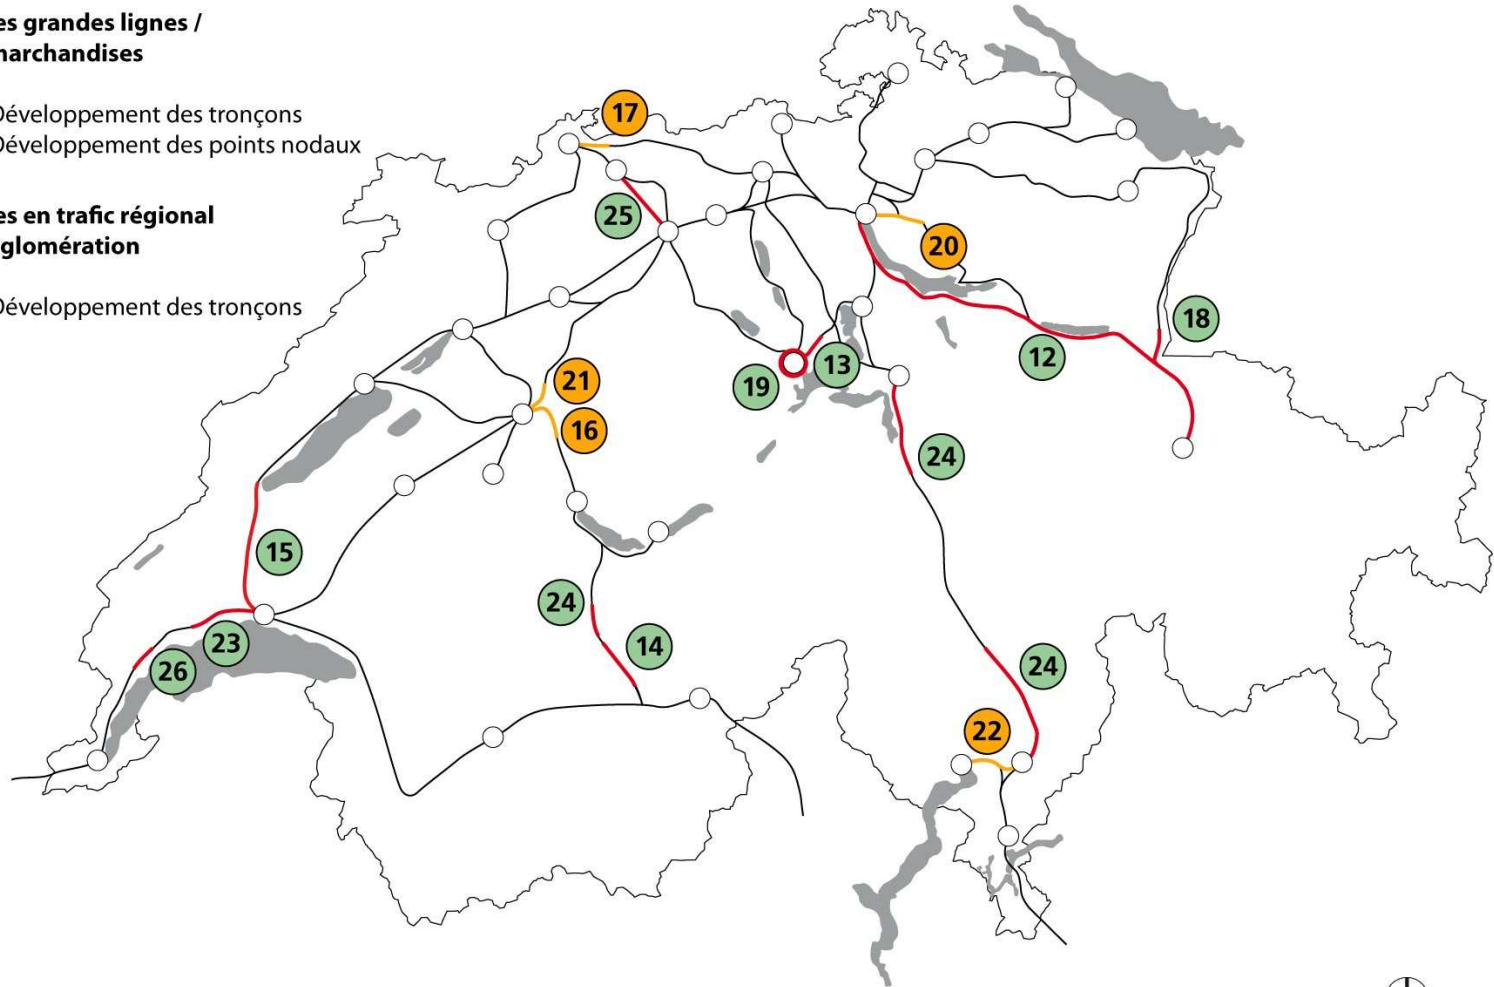 es grandes lignes /
narchandises
Développement des tronçons
Développement des points nodaux
es en trafic régional
glomération
Développement des tronçons
17
25
20
18
12
13
19
21
16
24
15
24
14
23
26
24
22